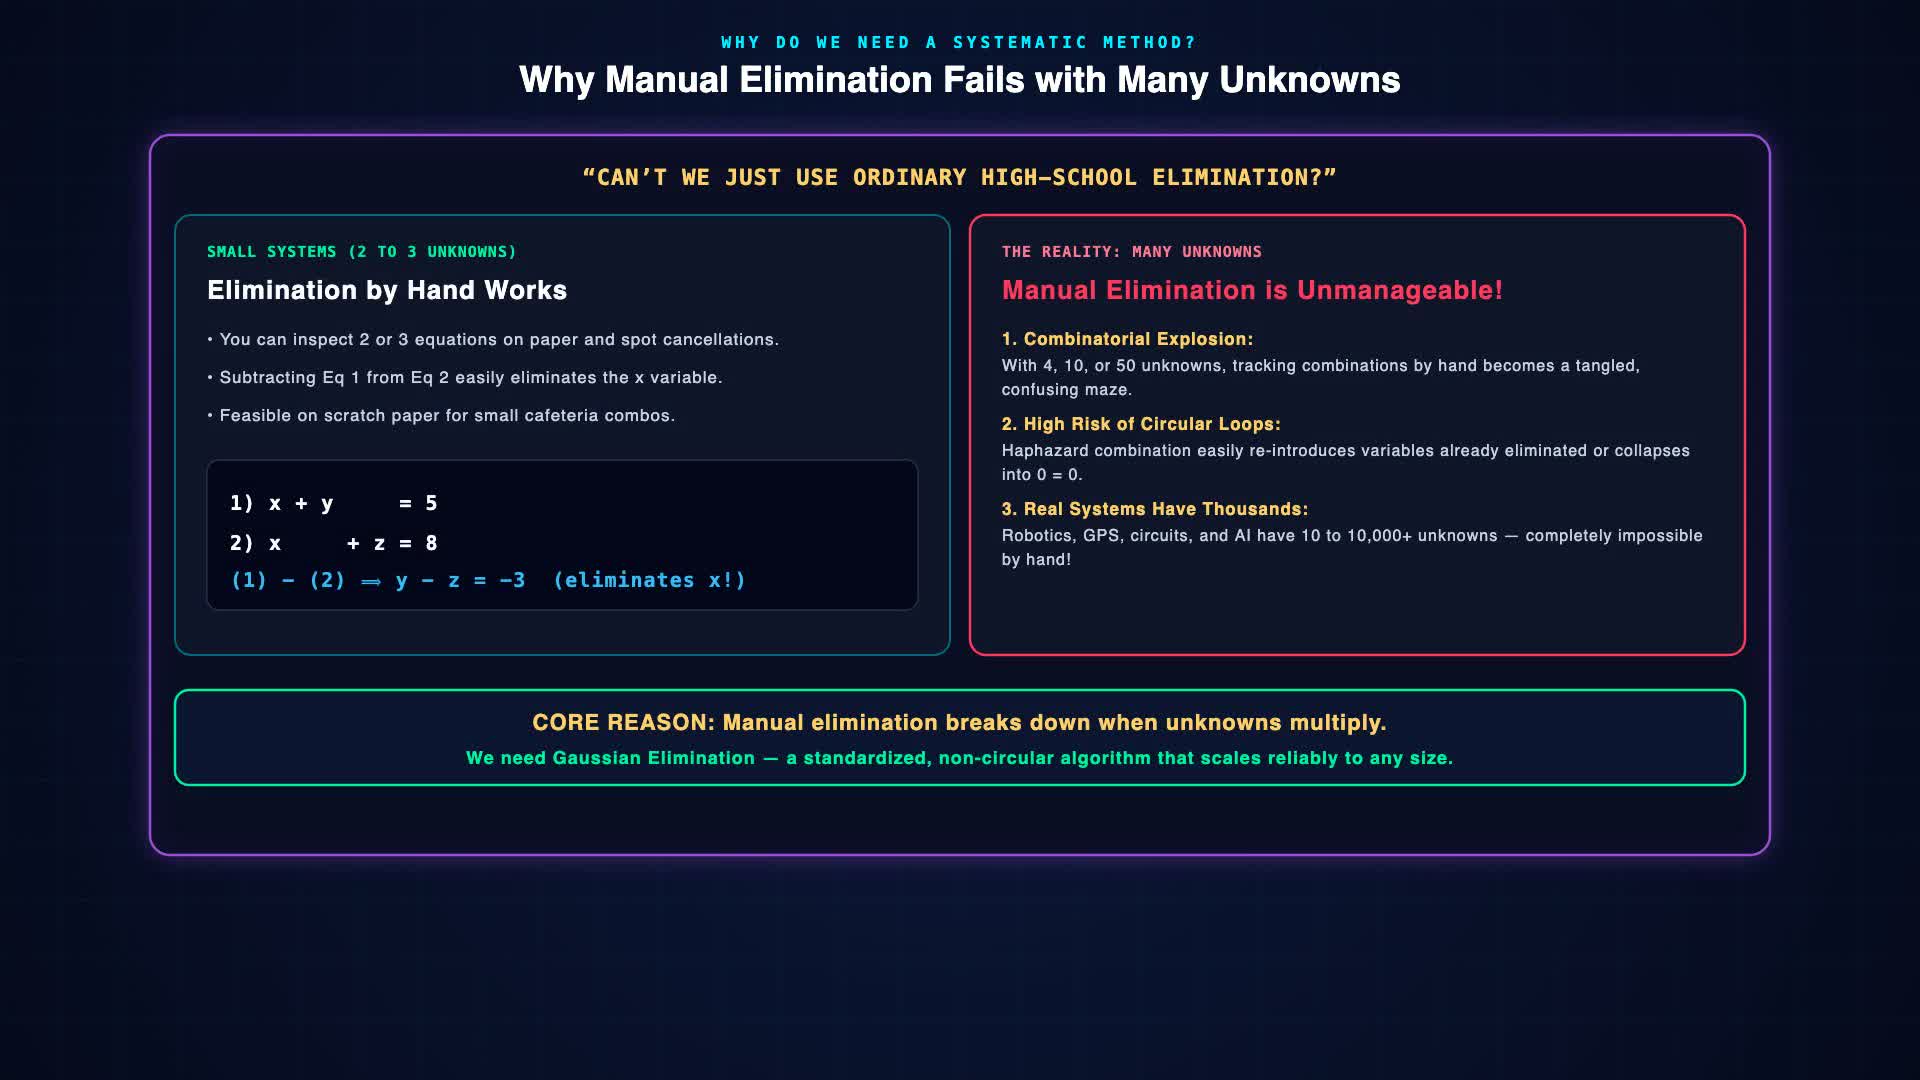 WHY DO WE NEED A SYSTEMATIC METHOD?
Why Manual Elimination Fails with Many Unknowns
“CAN’T WE JUST USE ORDINARY HIGH–SCHOOL ELIMINATION?”
SMALL SYSTEMS (2 TO 3 UNKNOWNS)
Elimination by Hand Works
• You can inspect 2 or 3 equations on paper and spot cancellations.
• Subtracting Eq 1 from Eq 2 easily eliminates the x variable.
• Feasible on scratch paper for small cafeteria combos.
1) x + y = 5
2) x + z = 8
(1) − (2) ⟹ y − z = −3 (eliminates x!)
THE REALITY: MANY UNKNOWNS
Manual Elimination is Unmanageable!
1. Combinatorial Explosion:
With 4, 10, or 50 unknowns, tracking combinations by hand becomes a tangled,
confusing maze.
2. High Risk of Circular Loops:
Haphazard combination easily re-introduces variables already eliminated or collapses
into 0 = 0.
3. Real Systems Have Thousands:
Robotics, GPS, circuits, and AI have 10 to 10,000+ unknowns — completely impossible
by hand!
CORE REASON: Manual elimination breaks down when unknowns multiply.
We need Gaussian Elimination — a standardized, non-circular algorithm that scales reliably to any size.